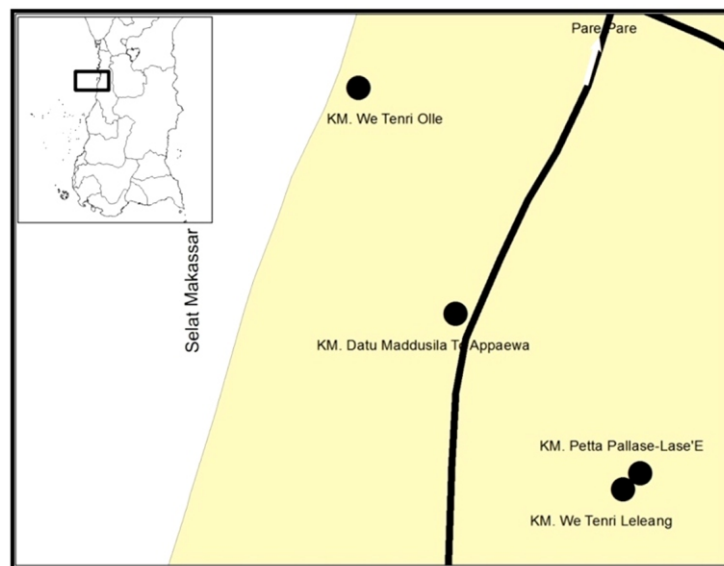 Pare Pare
KM. We Tenri Olle
Selat Makassar
KM. Datu Maddusila To Appaewa
KM. Petta Pallase-Lase'E
KM. We Tenri Leleang